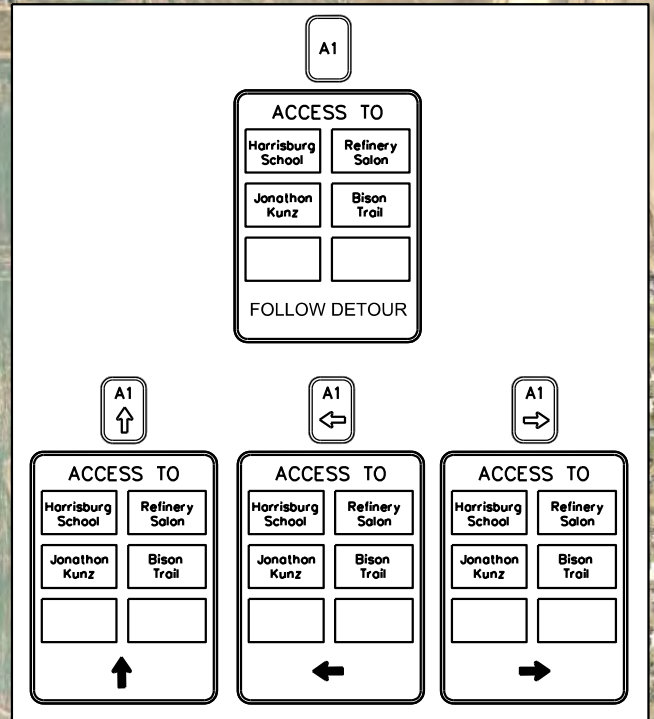 A1
ACCESS TO
Harrisburg School
Refinery Salon
Jonathon Kunz
Bison Trail
FOLLOW DETOUR
A1
ACCESS TO
Harrisburg School
Refinery Salon
Jonathon Kunz
Bison Trail
A1
ACCESS TO
Harrisburg School
Refinery Salon
Jonathon Kunz
Bison Trail
A1
ACCESS TO
Harrisburg School
Refinery Salon
Jonathon Kunz
Bison Trail